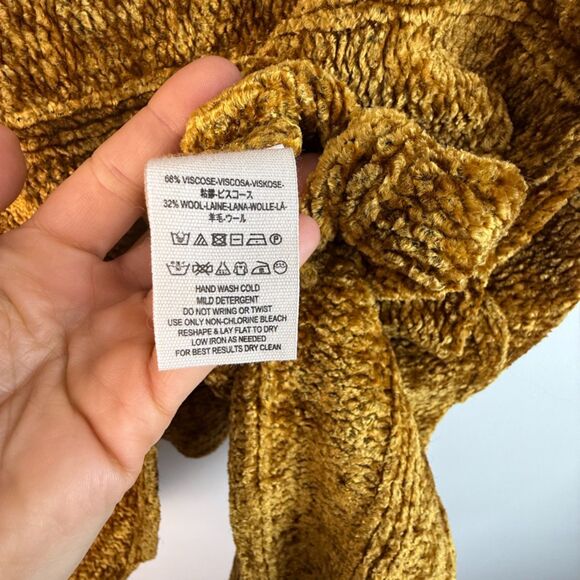 68% VISCOSE-VISCOSA-VISKOSE-
粘膠-ビスコース
32% WOOL-LAINE-LANA-WOLLE-LA-
羊毛-ウール
HAND WASH COLD
MILD DETERGENT
DO NOT WRING OR TWIST
USE ONLY NON-CHLORINE BLEACH
RESHAPE & LAY FLAT TO DRY
LOW IRON AS NEEDED
FOR BEST RESULTS DRY CLEAN